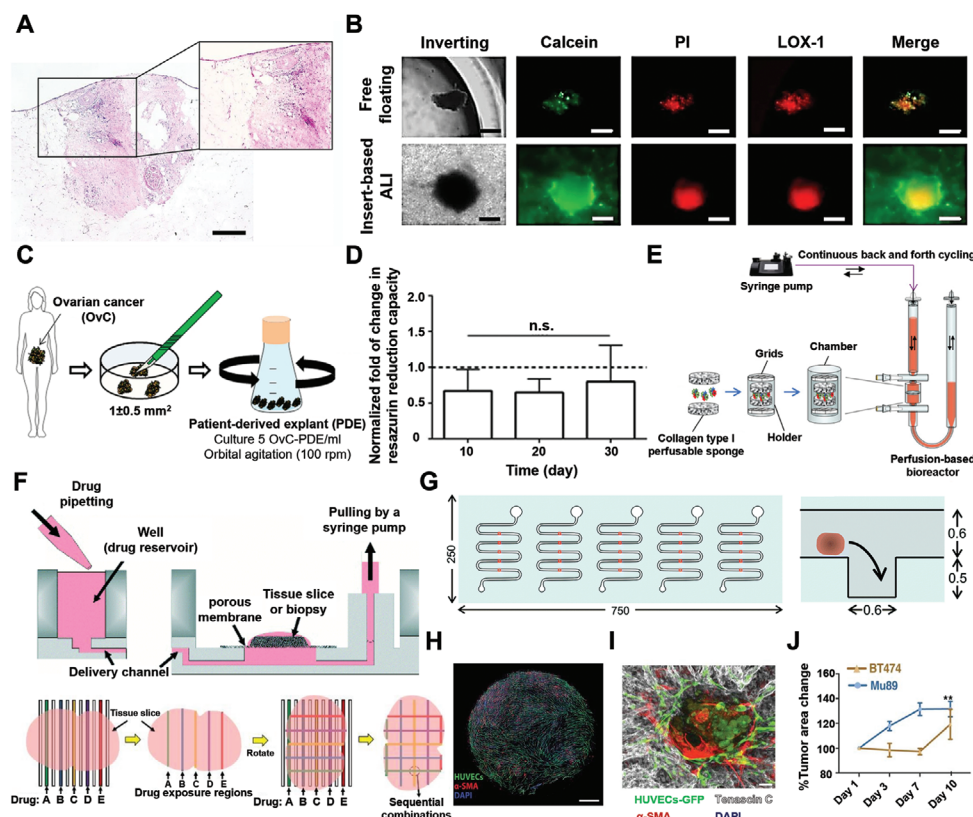 A
B
Inverting
Calcein
PI
LOX-1
Merge
Free
floating
Insert-based
ALI
C
Ovarian cancer
(OvC)
1±0.5 mm²
Patient-derived explant (PDE)
Culture 5 OvC-PDE/ml
Orbital agitation (100 rpm)
D
Normalized fold of change in
resazurin reduction capacity
2.0
1.5
1.0
0.5
0.0
n.s.
10
20
30
Time (day)
E
Continuous back and forth cycling
Syringe pump
Grids
Chamber
Collagen type I
perfusable sponge
Holder
Perfusion-based
bioreactor
F
Drug
pipetting
Well
(drug reservoir)
Delivery channel
porous
membrane
Tissue slice
or biopsy
Pulling by a
syringe pump
Tissue slice
Drug: A B C D E
A B C D E
Drug exposure regions
Rotate
Drug: A B C D E
Sequential
combinations
G
250
750
0.6
0.5
0.6
H
HUVECs
α-SMA
DAPI
I
HUVECs-GFP
Tenascin C
α-SMA
DAPI
J
BT474
Mu89
% Tumor area change
140
120
100
80
**
Day 1
Day 3
Day 7
Day 10